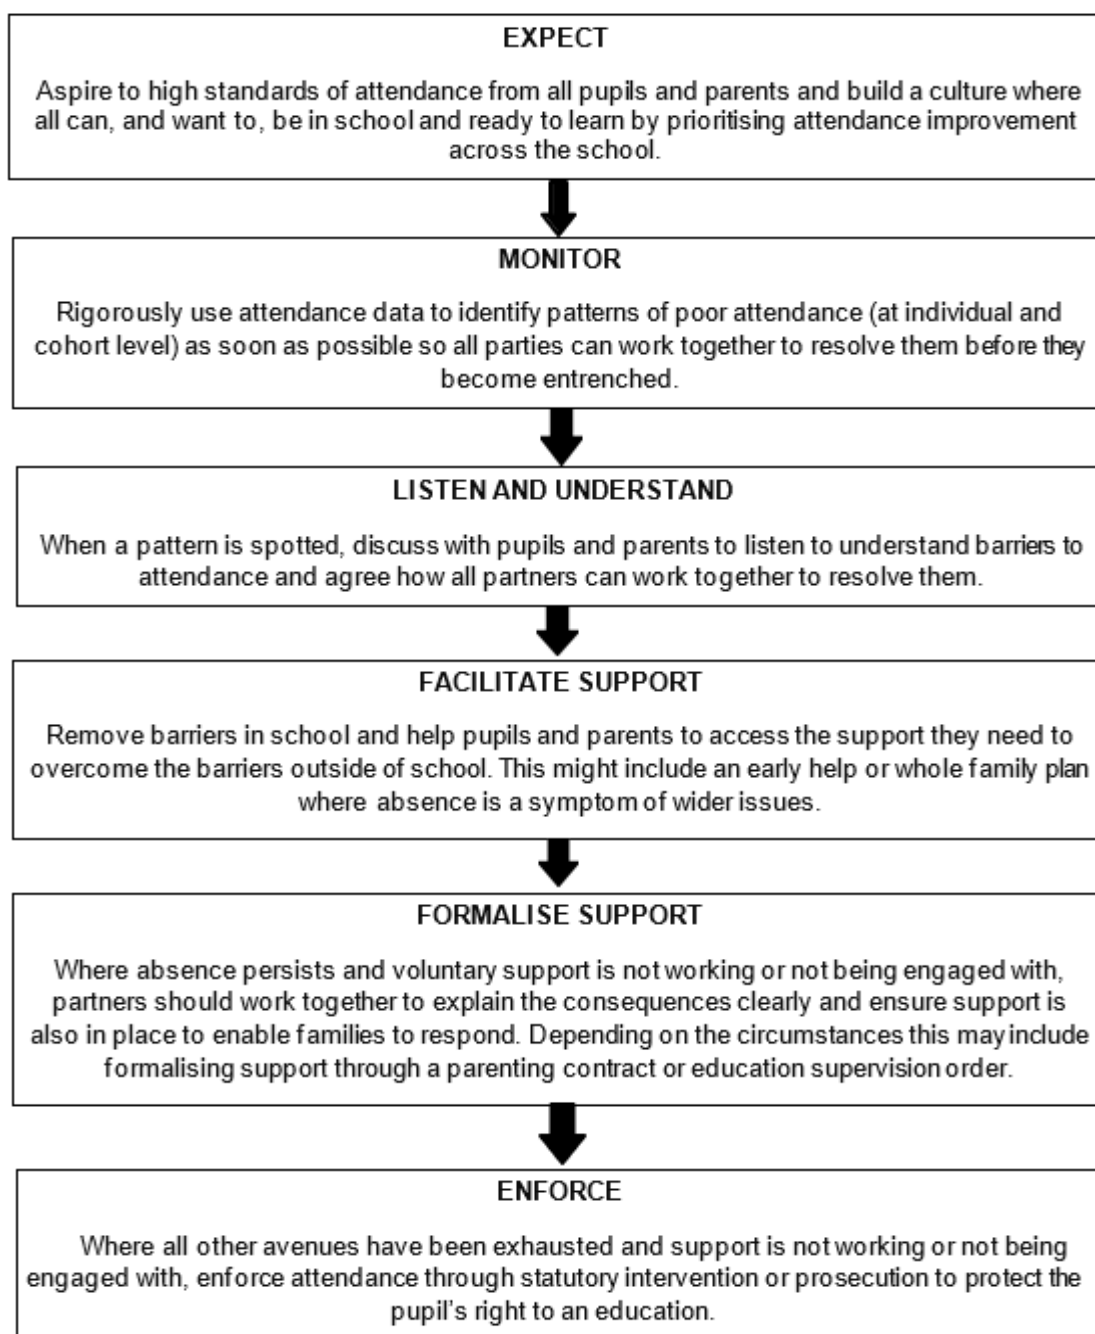 EXPECT
Aspire to high standards of attendance from all pupils and parents and build a culture where
all can, and want to, be in school and ready to learn by prioritising attendance improvement
across the school.
MONITOR
Rigorously use attendance data to identify patterns of poor attendance (at individual and
cohort level) as soon as possible so all parties can work together to resolve them before they
become entrenched.
LISTEN AND UNDERSTAND
When a pattern is spotted, discuss with pupils and parents to listen to understand barriers to
attendance and agree how all partners can work together to resolve them.
FACILITATE SUPPORT
Remove barriers in school and help pupils and parents to access the support they need to
overcome the barriers outside of school. This might include an early help or whole family plan
where absence is a symptom of wider issues.
FORMALISE SUPPORT
Where absence persists and voluntary support is not working or not being engaged with,
partners should work together to explain the consequences clearly and ensure support is
also in place to enable families to respond. Depending on the circumstances this may include
formalising support through a parenting contract or education supervision order.
ENFORCE
Where all other avenues have been exhausted and support is not working or not being
engaged with, enforce attendance through statutory intervention or prosecution to protect the
pupil's right to an education.